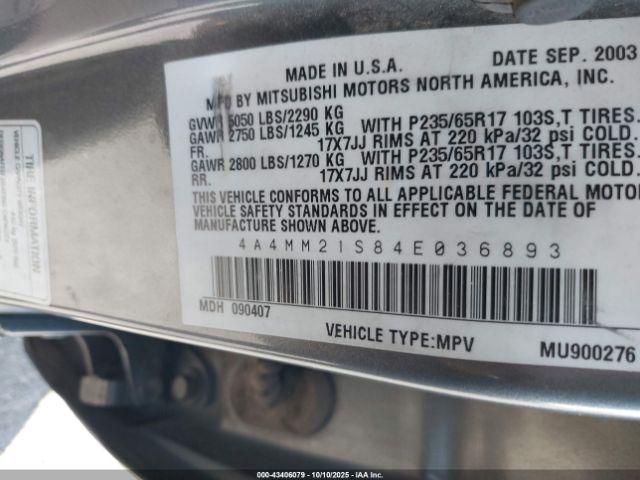 MADE IN U.S.A. DATE SEP. 2003
MFD BY MITSUBISHI MOTORS NORTH AMERICA, INC.
GVWR 5050 LBS/2290 KG
GAWR 2750 LBS/1245 KG WITH P235/65R17 103S,T TIRES.
FR. 17X7JJ RIMS AT 220 kPa/32 psi COLD.
GAWR 2800 LBS/1270 KG WITH P235/65R17 103S,T TIRES.
RR. 17X7JJ RIMS AT 220 kPa/32 psi COLD.
THIS VEHICLE CONFORMS TO ALL APPLICABLE FEDERAL MOTOR
VEHICLE SAFETY STANDARDS IN EFFECT ON THE DATE OF
MANUFACTURE SHOWN ABOVE.
4A4MM21S84E036893
MDH 090407
VEHICLE TYPE:MPV MU900276
TIRE INFORMATION
000-43406079 - 10/10/2025 - IAA Inc.